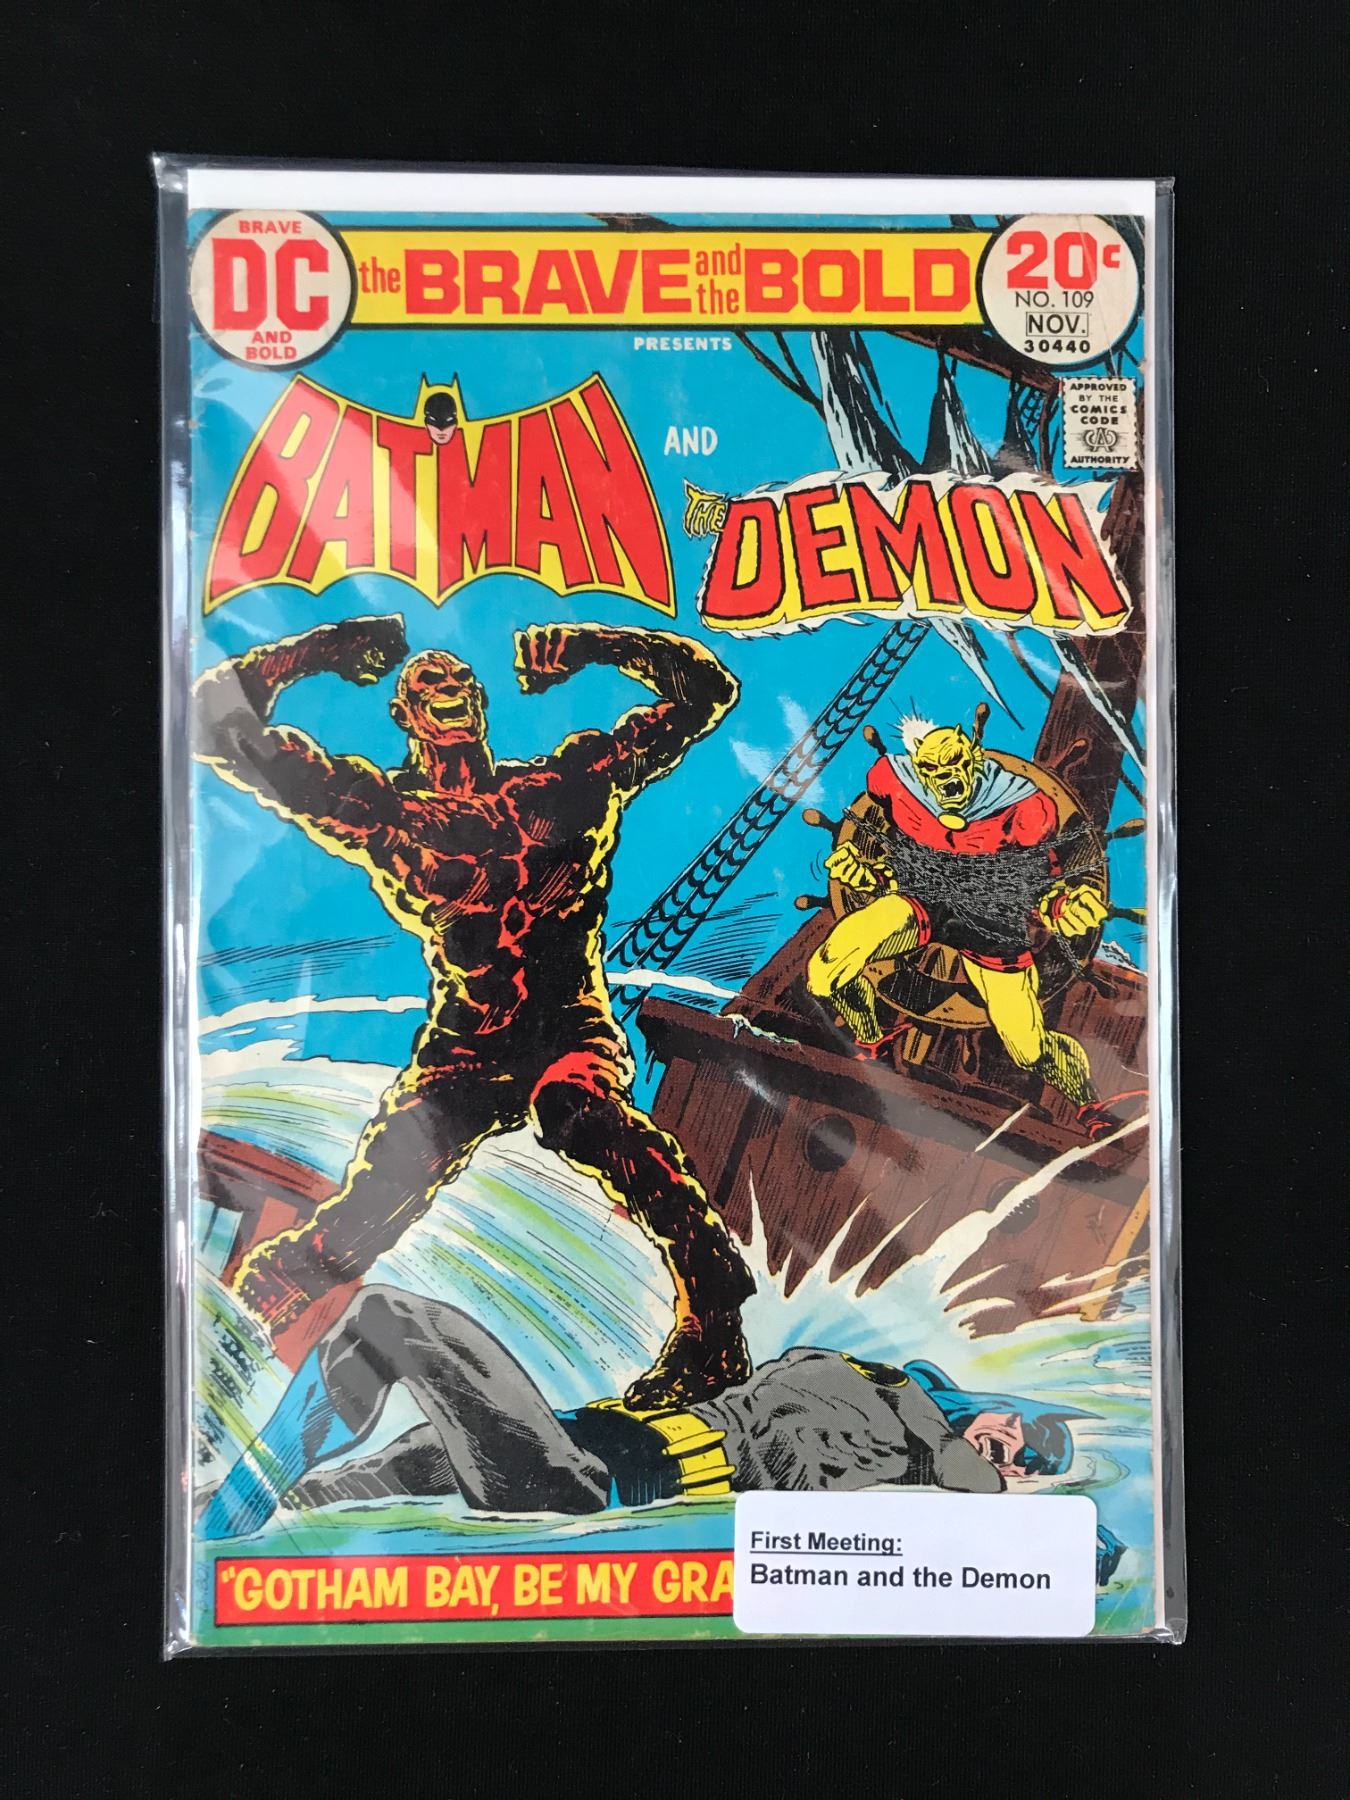 BRAVE
DC
AND
BOLD
the BRAVE and the BOLD
20¢
NO. 109
NOV.
30440
PRESENTS
APPROVED
BY THE
COMICS
CODE
CA
AUTHORITY
BATMAN
AND
THE DEMON
"GOTHAM BAY, BE MY GRA
First Meeting:
Batman and the Demon